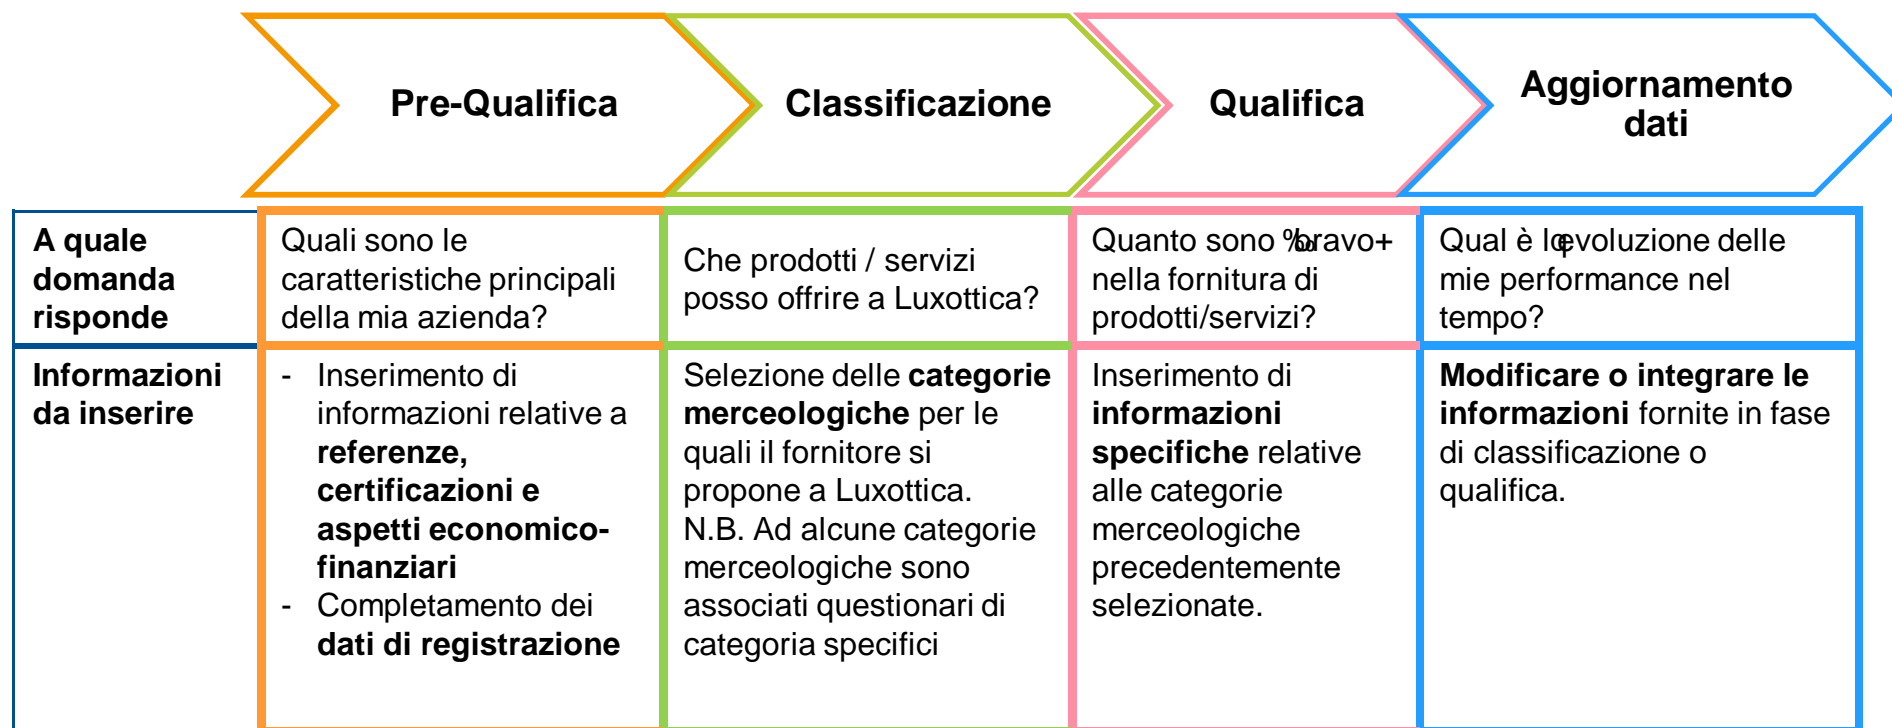 Pre-Qualifica
Classificazione
Qualifica
Aggiornamento
dati
A quale
domanda
risponde
Quali sono le
caratteristiche principali
della mia azienda?
Che prodotti / servizi
posso offrire a Luxottica?
Quanto sono ‰bravo+
nella fornitura di
prodotti/servizi?
Qual è loevoluzione delle
mie performance nel
tempo?
Informazioni
da inserire
- Inserimento di
informazioni relative a
referenze,
certificazioni e
aspetti economico-
finanziari
- Completamento dei
dati di registrazione
Selezione delle categorie
merceologiche per le
quali il fornitore si
propone a Luxottica.
N.B. Ad alcune categorie
merceologiche sono
associati questionari di
categoria specifici
Inserimento di
informazioni
specifiche relative
alle categorie
merceologiche
precedentemente
selezionate.
Modificare o integrare le
informazioni fornite in fase
di classificazione o
qualifica.